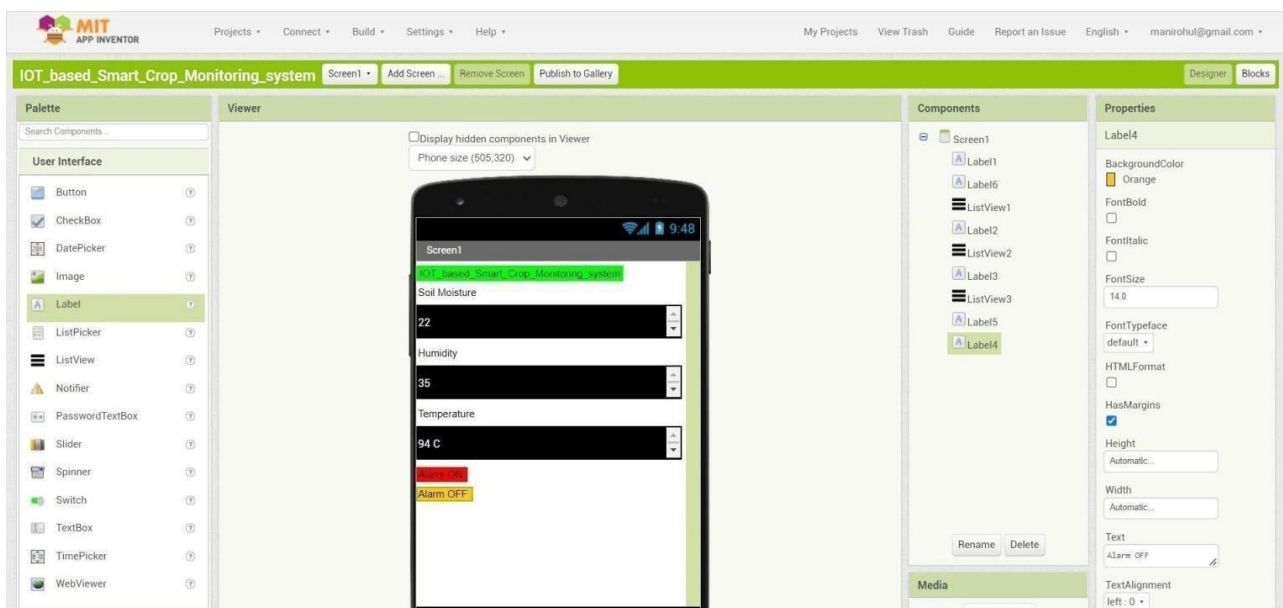 MIT
APP INVENTOR
Projects
Connect
Build
Settings
Help
My Projects
View Trash
Guide
Report an Issue
English
manirohul@gmail.com
IOT_based_Smart_Crop_Monitoring_system
Screen1
Add Screen ...
Remove Screen
Publish to Gallery
Designer
Blocks
Palette
Search Components...
User Interface
Button
CheckBox
DatePicker
Image
Label
ListPicker
ListView
Notifier
PasswordTextBox
Slider
Spinner
Switch
TextBox
TimePicker
WebViewer
Viewer
Display hidden components in Viewer
Phone size (505,320)
9:48
Screen1
IOT_based_Smart_Crop_Monitoring_system
Soil Moisture
22
Humidity
35
Temperature
94 C
Alarm ON
Alarm OFF
Components
Screen1
Label1
Label6
ListView1
Label2
ListView2
Label3
ListView3
Label5
Label4
Rename
Delete
Media
Properties
Label4
BackgroundColor
Orange
FontBold
FontItalic
FontSize
14.0
FontTypeface
default
HTMLFormat
HasMargins
Height
Automatic...
Width
Automatic...
Text
Alarm OFF
TextAlignment
left : 0